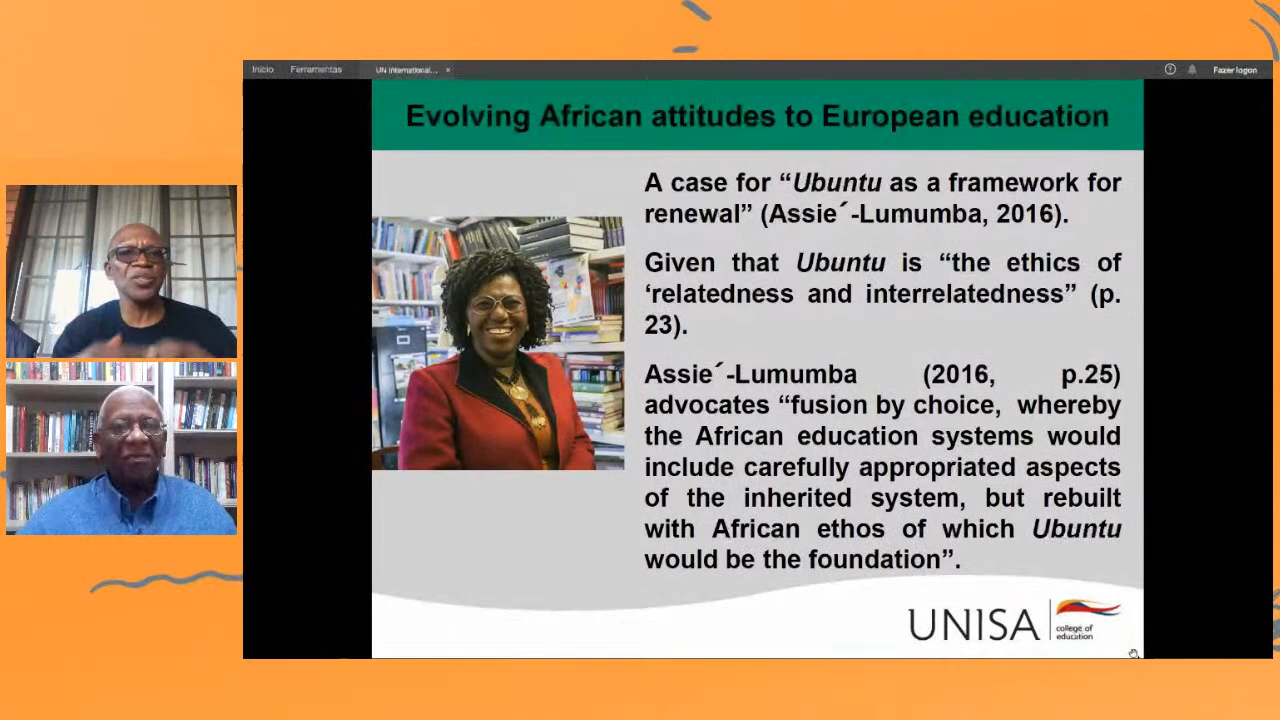 Início Ferramentas UN International... × Fazer logon
Evolving African attitudes to European education
A case for “Ubuntu as a framework for
renewal” (Assie´-Lumumba, 2016).
Given that Ubuntu is “the ethics of
‘relatedness and interrelatedness” (p.
23).
Assie´-Lumumba (2016, p.25)
advocates “fusion by choice, whereby
the African education systems would
include carefully appropriated aspects
of the inherited system, but rebuilt
with African ethos of which Ubuntu
would be the foundation”.
UNISA
college of
education